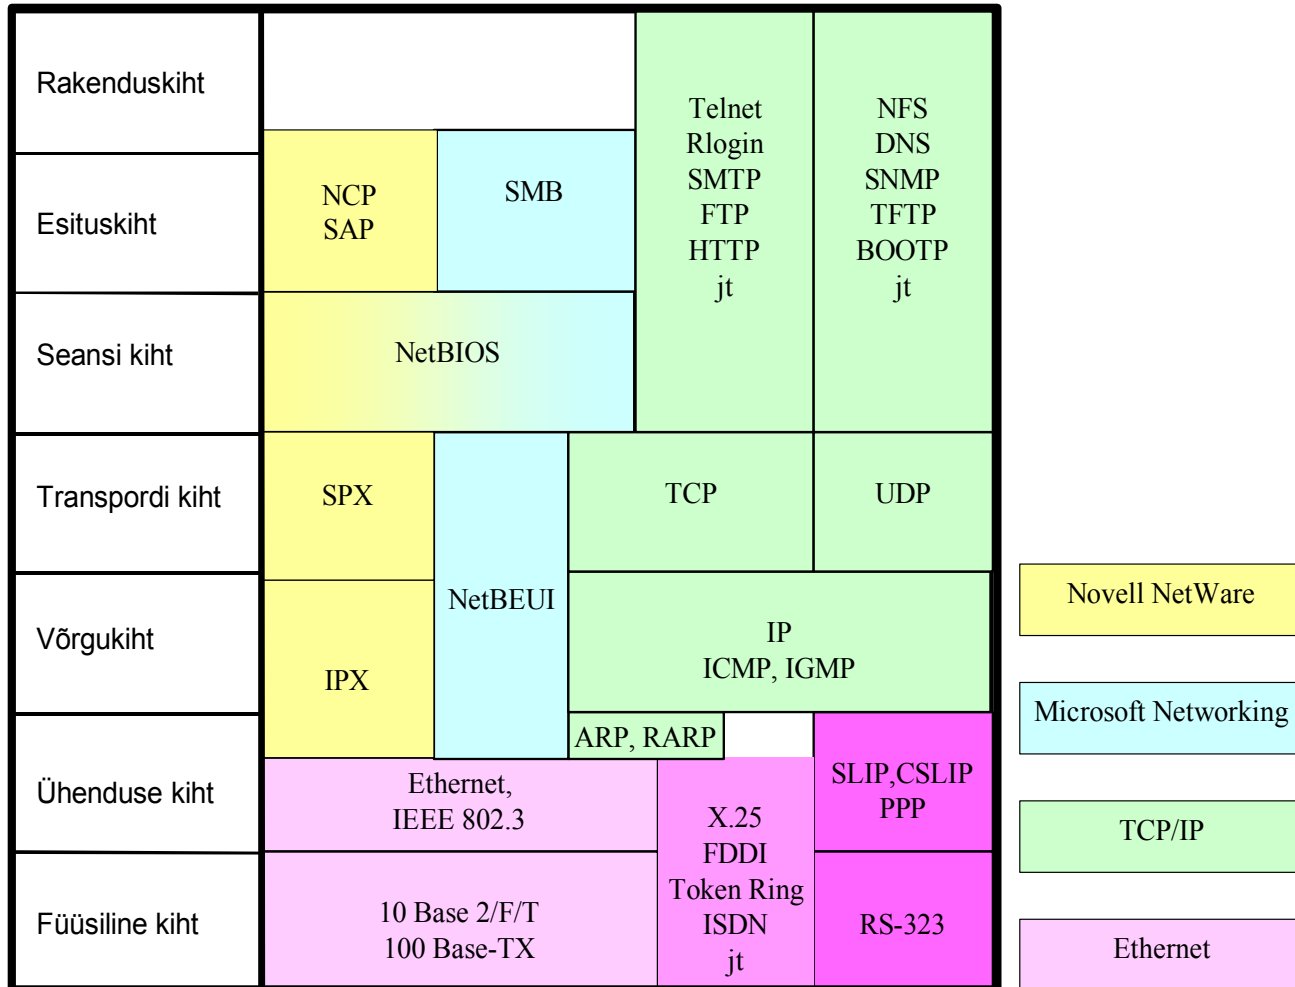 Rakenduskiht
Esituskiht
Seansi kiht
Transpordi kiht
Võrgukiht
Ühenduse kiht
Füüsiline kiht
NCP
SAP
SMB
Telnet
Rlogin
SMTP
FTP
HTTP
jt
NFS
DNS
SNMP
TFTP
BOOTP
jt
NetBIOS
SPX
NetBEUI
TCP
UDP
IPX
IP
ICMP, IGMP
ARP, RARP
Ethernet,
IEEE 802.3
X.25
FDDI
Token Ring
ISDN
jt
SLIP,CSLIP
PPP
10 Base 2/F/T
100 Base-TX
RS-323
Novell NetWare
Microsoft Networking
TCP/IP
Ethernet